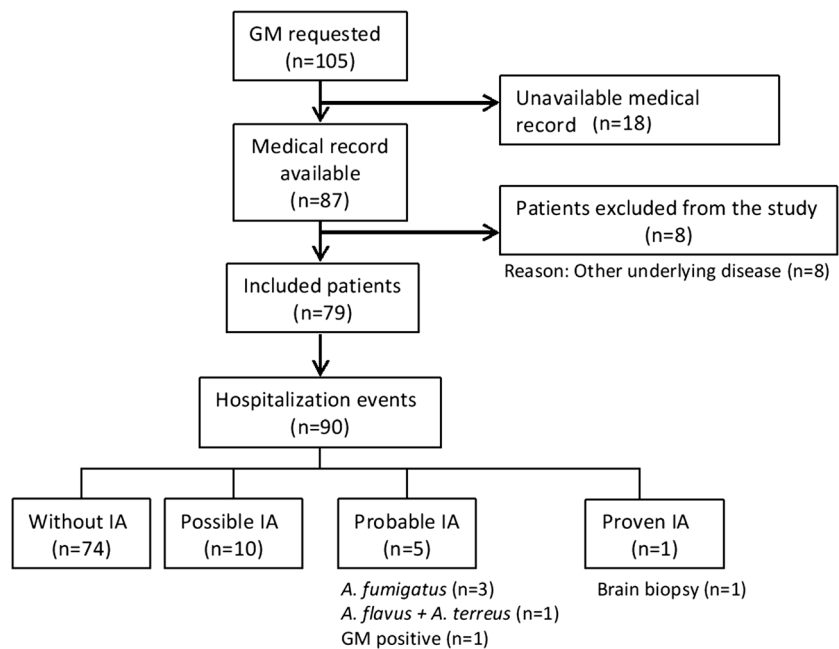 GM requested
(n=105)
Unavailable medical
record (n=18)
Medical record
available
(n=87)
Patients excluded from the study
(n=8)
Reason: Other underlying disease (n=8)
Included patients
(n=79)
Hospitalization events
(n=90)
Without IA
(n=74)
Possible IA
(n=10)
Probable IA
(n=5)
Proven IA
(n=1)
A. fumigatus (n=3)
A. flavus + A. terreus (n=1)
GM positive (n=1)
Brain biopsy (n=1)